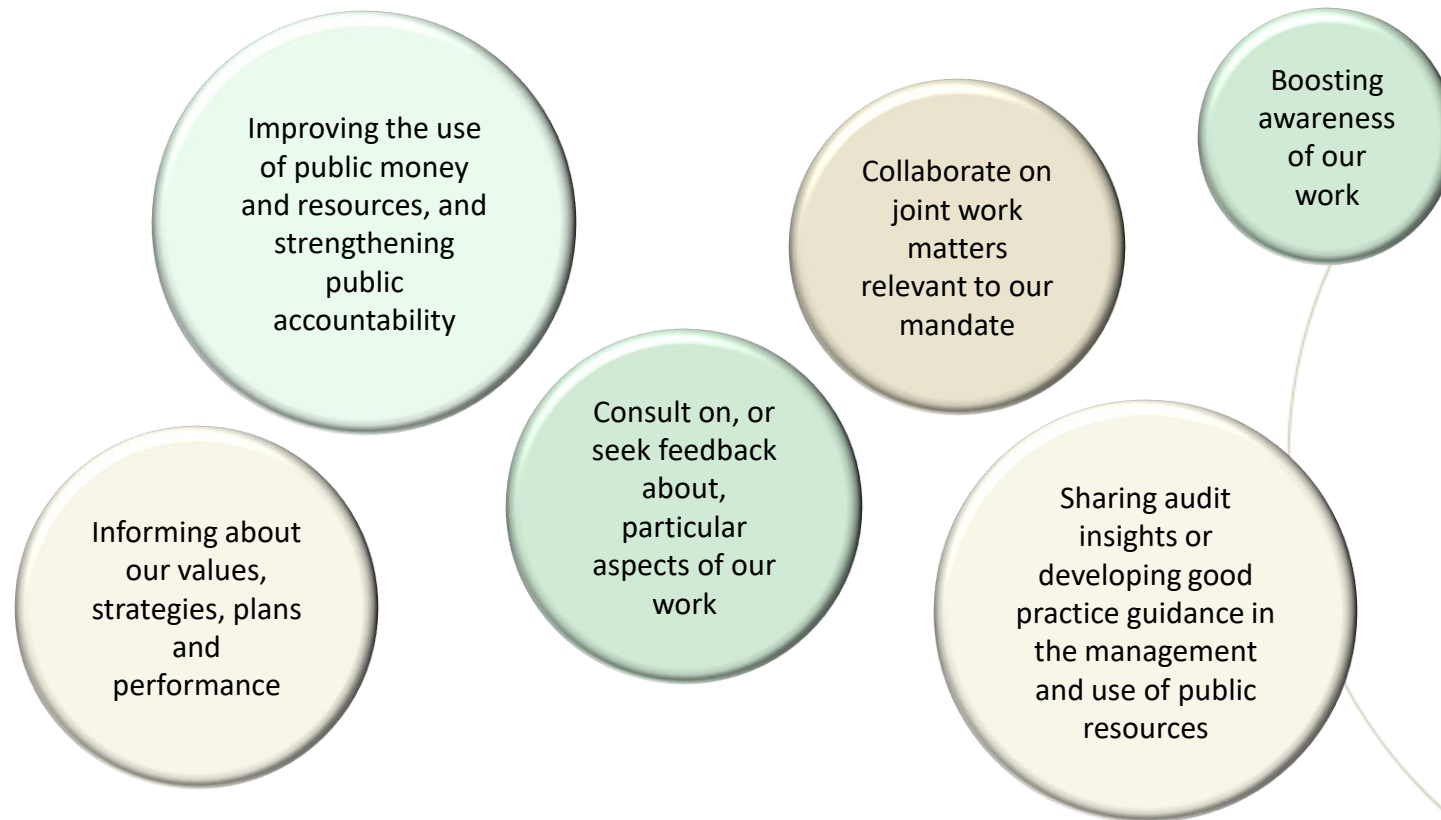 Improving the use
of public money
and resources, and
strengthening
public
accountability
Collaborate on
joint work
matters
relevant to our
mandate
Boosting
awareness
of our
work
Informing about
our values,
strategies, plans
and
performance
Consult on, or
seek feedback
about,
particular
aspects of our
work
Sharing audit
insights or
developing good
practice guidance in
the management
and use of public
resources